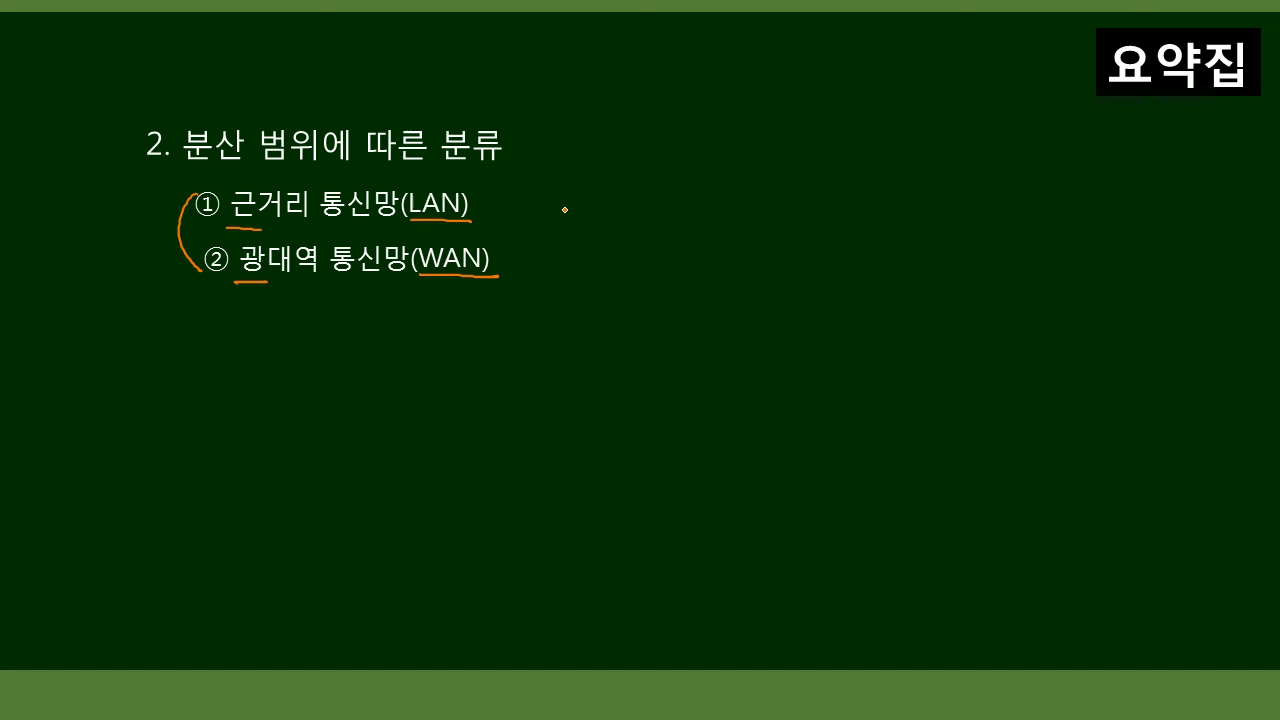 요약집
2. 분산 범위에 따른 분류
① 근거리 통신망(LAN)
② 광대역 통신망(WAN)